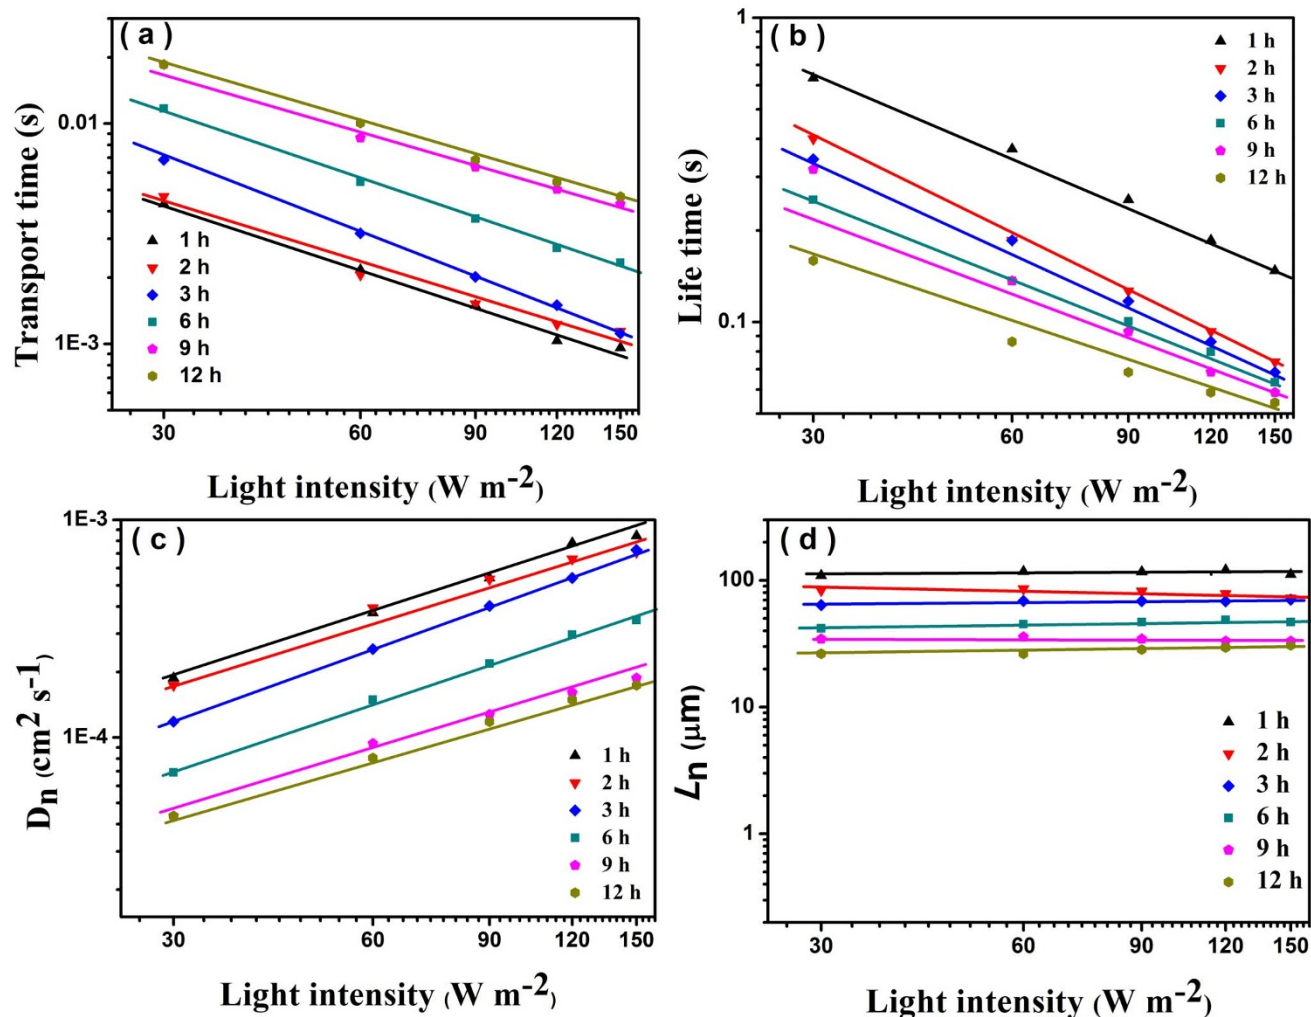 ( a )
Transport time (s)
0.01
1E-3
1 h
2 h
3 h
6 h
9 h
12 h
30
60
90
120
150
Light intensity (W m-2)
( b )
Life time (s)
1
0.1
1 h
2 h
3 h
6 h
9 h
12 h
30
60
90
120
150
Light intensity (W m-2)
( c )
Dn (cm2 s-1)
1E-3
1E-4
1 h
2 h
3 h
6 h
9 h
12 h
30
60
90
120
150
Light intensity (W m-2)
( d )
Ln (μm)
100
10
1
1 h
2 h
3 h
6 h
9 h
12 h
30
60
90
120
150
Light intensity (W m-2)